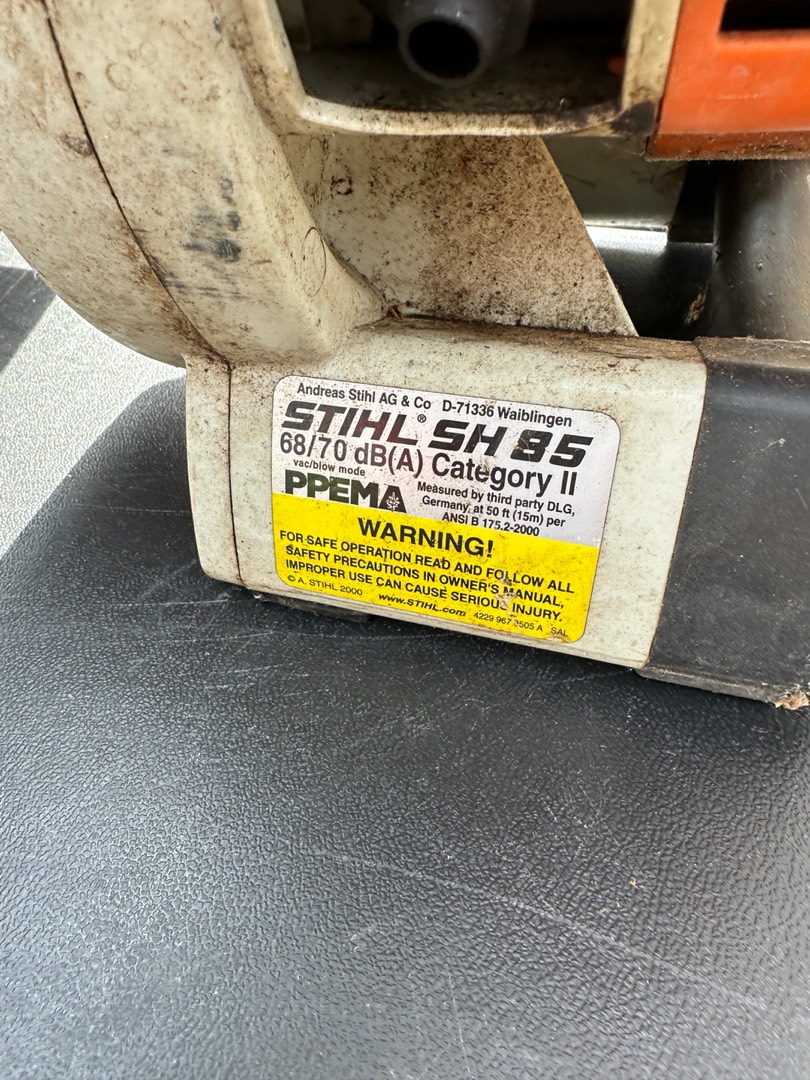 Andreas Stihl AG & Co D-71336 Waiblingen
STIHL® SH 85
68/70 dB(A) Category II
vac/blow mode
PPEMA
Measured by third party DLG,
Germany, at 50 ft (15m) per
ANSI B 175.2-2000
WARNING!
FOR SAFE OPERATION READ AND FOLLOW ALL
SAFETY PRECAUTIONS IN OWNER'S MANUAL,
IMPROPER USE CAN CAUSE SERIOUS INJURY.
© A. STIHL 2000 www.STIHL.com 4229 967 3505 A SAL